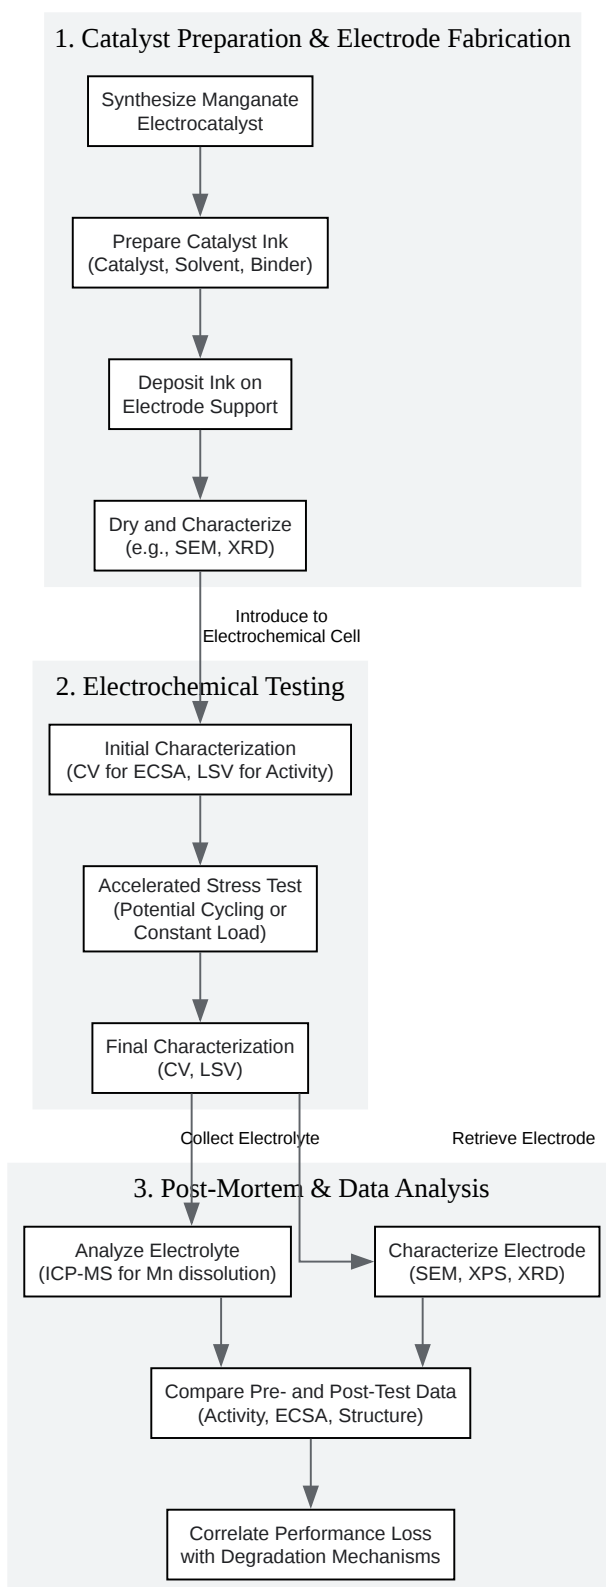 1. Catalyst Preparation & Electrode Fabrication
Synthesize Manganate
Electrocatalyst
Prepare Catalyst Ink
(Catalyst, Solvent, Binder)
Deposit Ink on
Electrode Support
Dry and Characterize
(e.g., SEM, XRD)
Introduce to
Electrochemical Cell
2. Electrochemical Testing
Initial Characterization
(CV for ECSA, LSV for Activity)
Accelerated Stress Test
(Potential Cycling or
Constant Load)
Final Characterization
(CV, LSV)
Collect Electrolyte
Retrieve Electrode
3. Post-Mortem & Data Analysis
Analyze Electrolyte
(ICP-MS for Mn dissolution)
Characterize Electrode
(SEM, XPS, XRD)
Compare Pre- and Post-Test Data
(Activity, ECSA, Structure)
Correlate Performance Loss
with Degradation Mechanisms